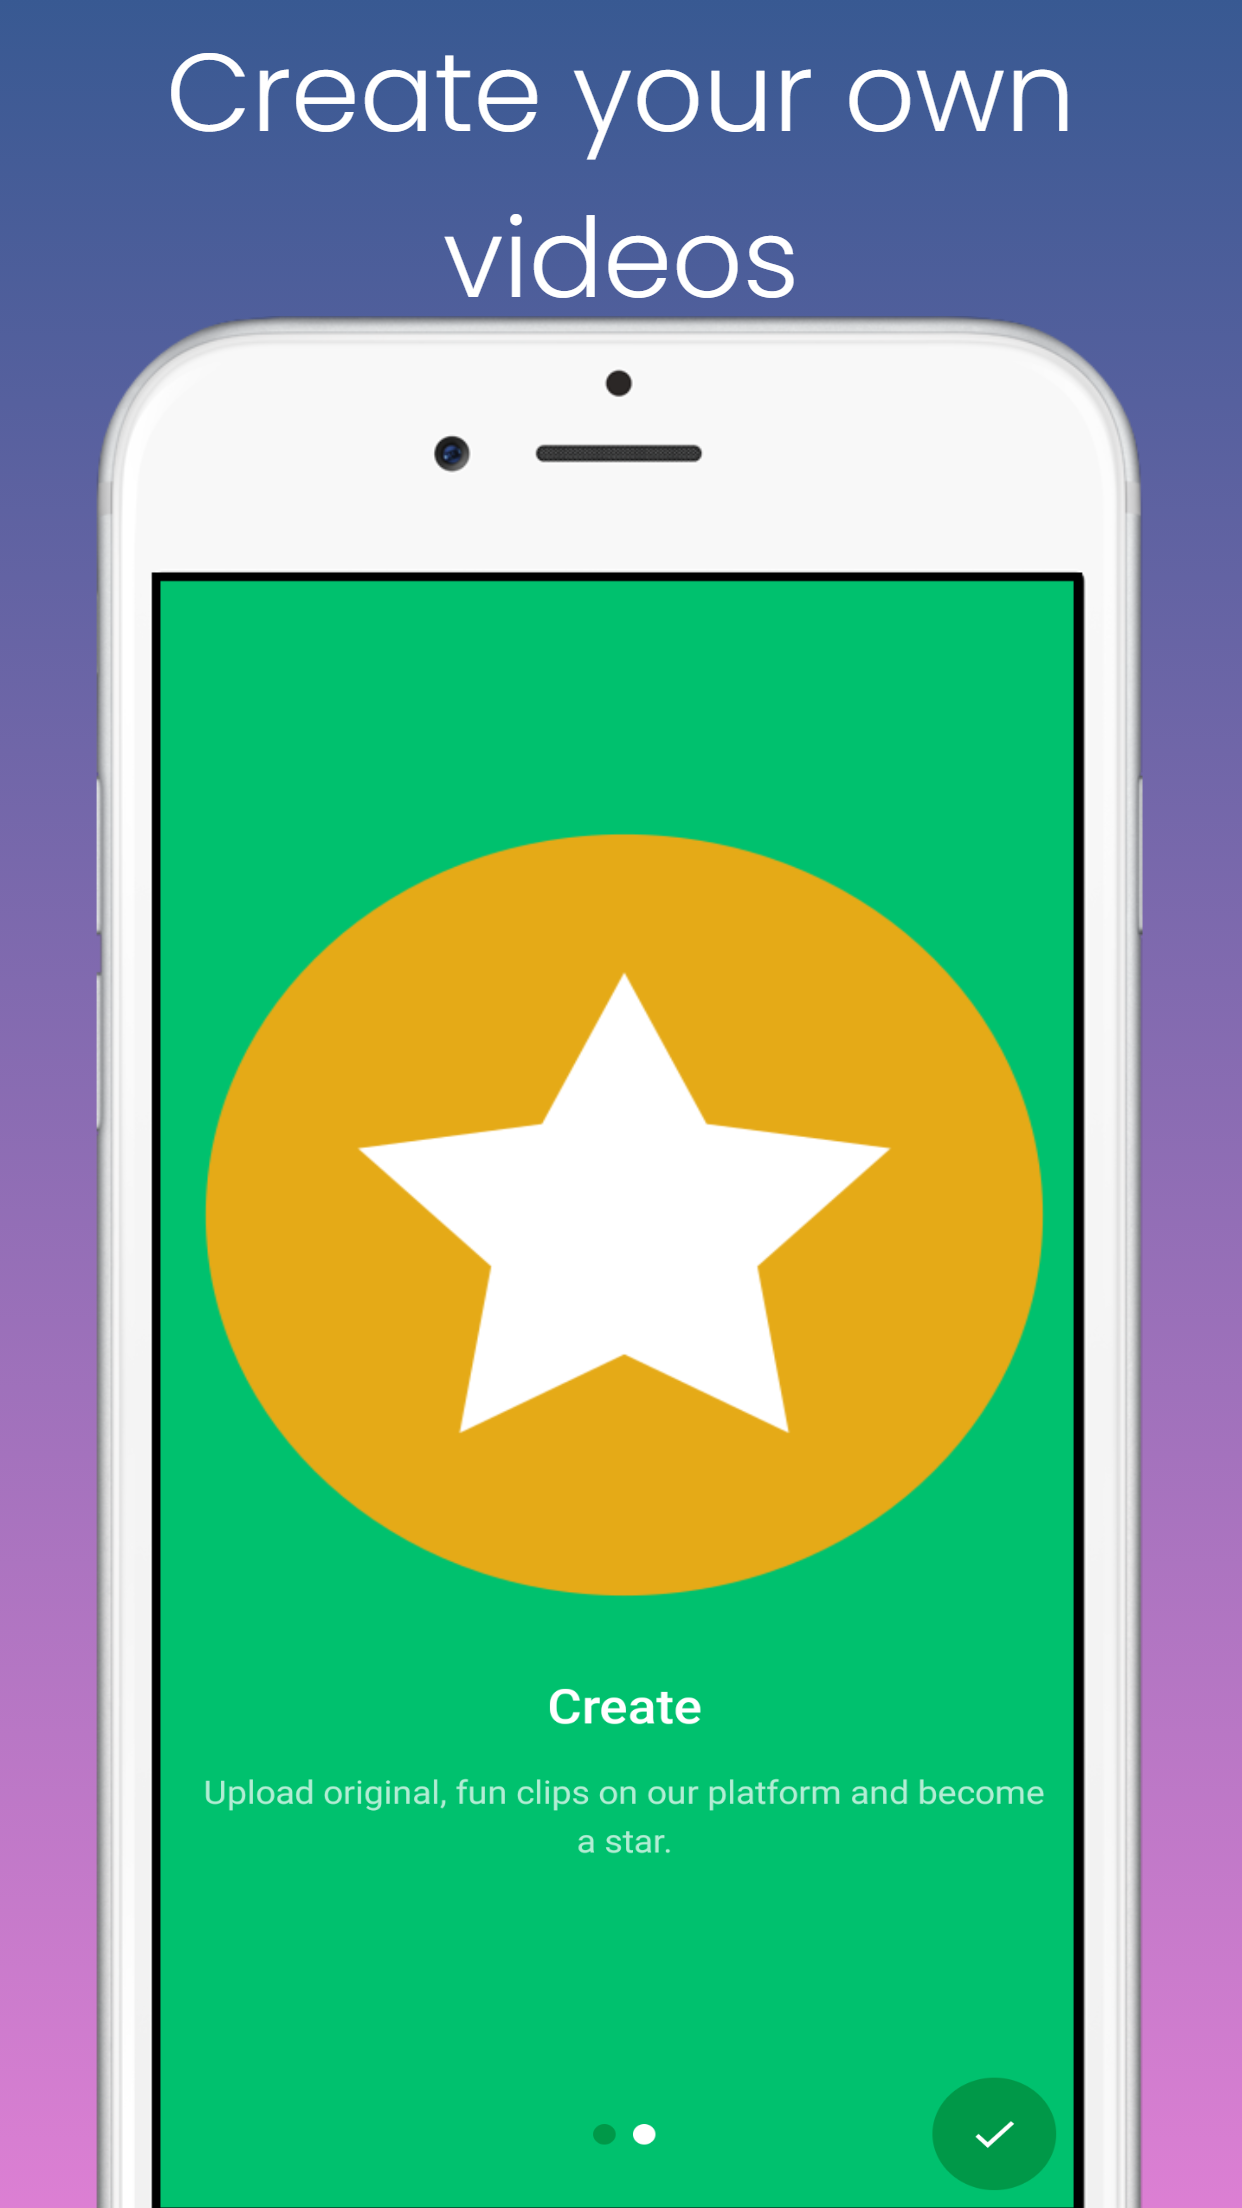 Create your own
videos
Create
Upload original, fun clips on our platform and become
a star.